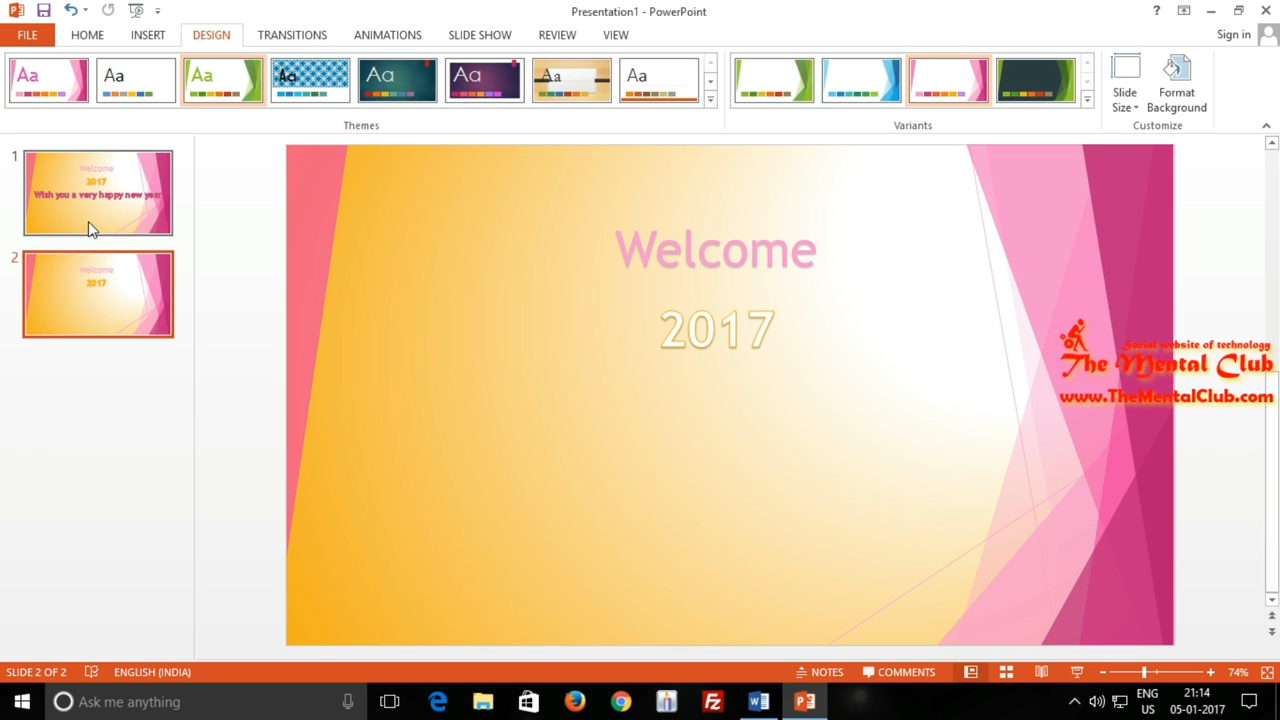 Presentation1 - PowerPoint
?
FILE HOME INSERT DESIGN TRANSITIONS ANIMATIONS SLIDE SHOW REVIEW VIEW
Sign in
Aa Aa Aa Aa Aa Aa Aa Aa
Slide Size
Format Background
Themes
Variants
Customize
1
Welcome
2017
Wish you a very happy new year
2
Welcome
2017
Welcome
2017
Social website of technology
The Mental Club
www.TheMentalClub.com
SLIDE 2 OF 2 ENGLISH (INDIA) NOTES COMMENTS 74%
Ask me anything
ENG
US
21:14
05-01-2017